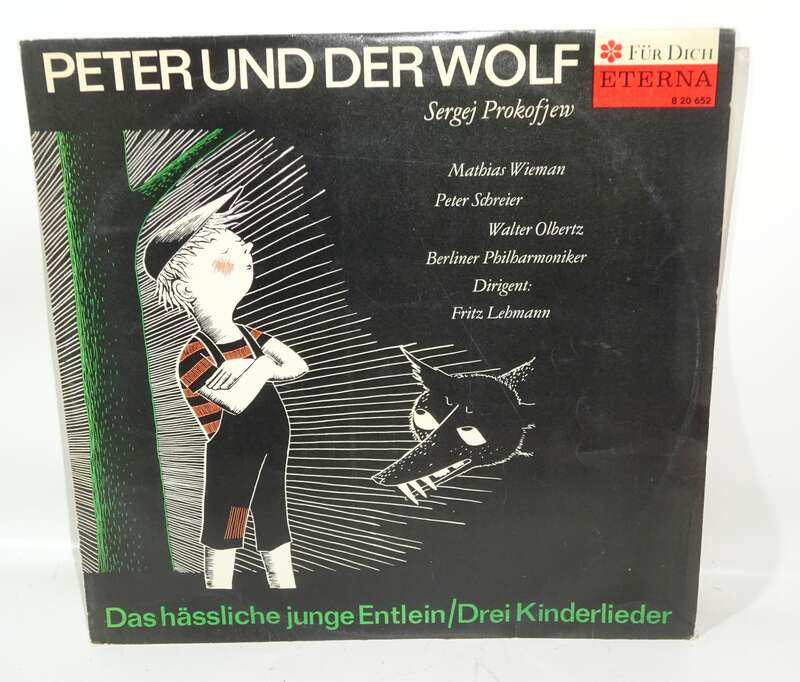 PETER UND DER WOLF
FÜR DICH
ETERNA
8 20 652
Sergej Prokofjew
Mathias Wieman
Peter Schreier
Walter Olbertz
Berliner Philharmoniker
Dirigent:
Fritz Lehmann
Das hässliche junge Entlein/Drei Kinderlieder